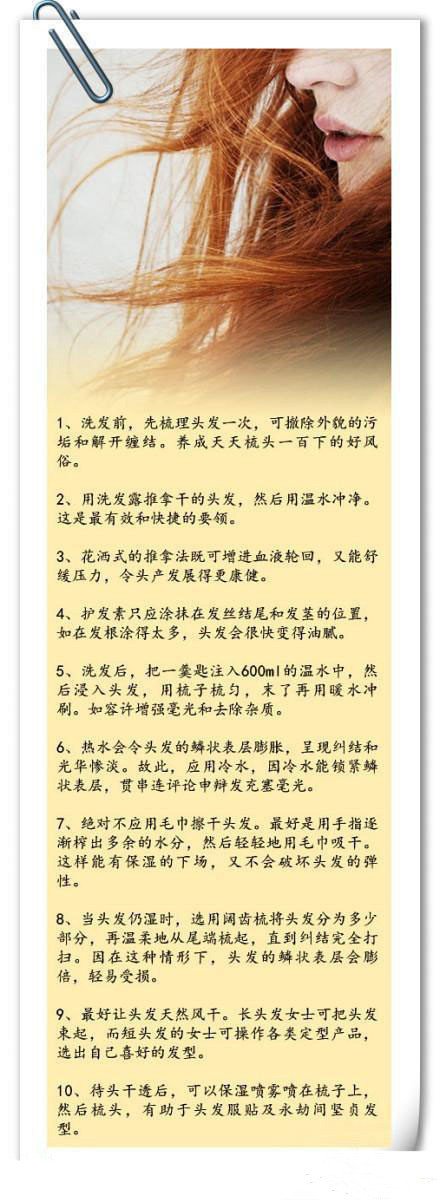 1、洗发前，先梳理头发一次，可撤除外貌的污
垢和解开缠结。养成天天梳头一百下的好风
俗。
2、用洗发露推拿干的头发，然后用温水冲净。
这是最有效和快捷的要领。
3、花洒式的推拿法既可增进血液轮回，又能舒
缓压力，令头产发展得更康健。
4、护发素只应涂抹在发丝结尾和发茎的位置，
如在发根涂得太多，头发会很快变得油腻。
5、洗发后，把一羹匙注入600ml的温水中，然
后浸入头发，用梳子梳匀，末了再用暖水冲
刷。如容许增强毫光和去除杂质。
6、热水会令头发的鳞状表层膨胀，呈现纠结和
光华惨淡。故此，应用冷水，因冷水能锁紧鳞
状表层，贯串连评论申辩发充塞毫光。
7、绝对不应用毛巾擦干头发。最好是用手指逐
渐榨出多余的水分，然后轻轻地用毛巾吸干。
这样能有保湿的下场，又不会破坏头发的弹
性。
8、当头发仍湿时，选用阔齿梳将头发分为多少
部分，再温柔地从尾端梳起，直到纠结完全打
扫。因在这种情形下，头发的鳞状表层会膨
倍，轻易受损。
9、最好让头发天然风干。长头发女士可把头发
束起，而短头发的女士可操作各类定型产品，
选出自己喜好的发型。
10、待头干透后，可以保湿喷雾喷在梳子上，
然后梳头，有助于头发服贴及永劫间坚贞发
型。